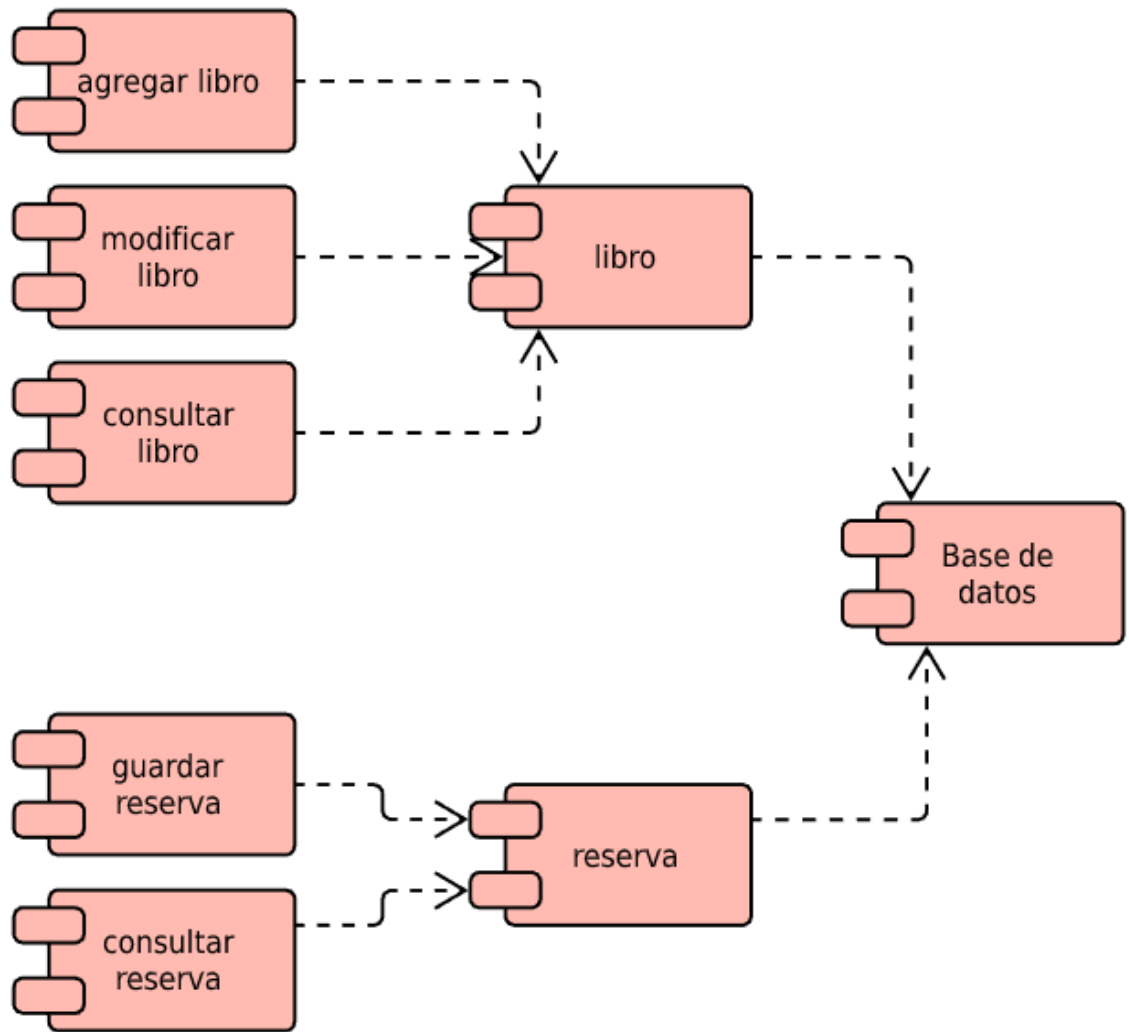 agregar libro
modificar
libro
libro
consultar
libro
Base de
datos
guardar
reserva
reserva
consultar
reserva